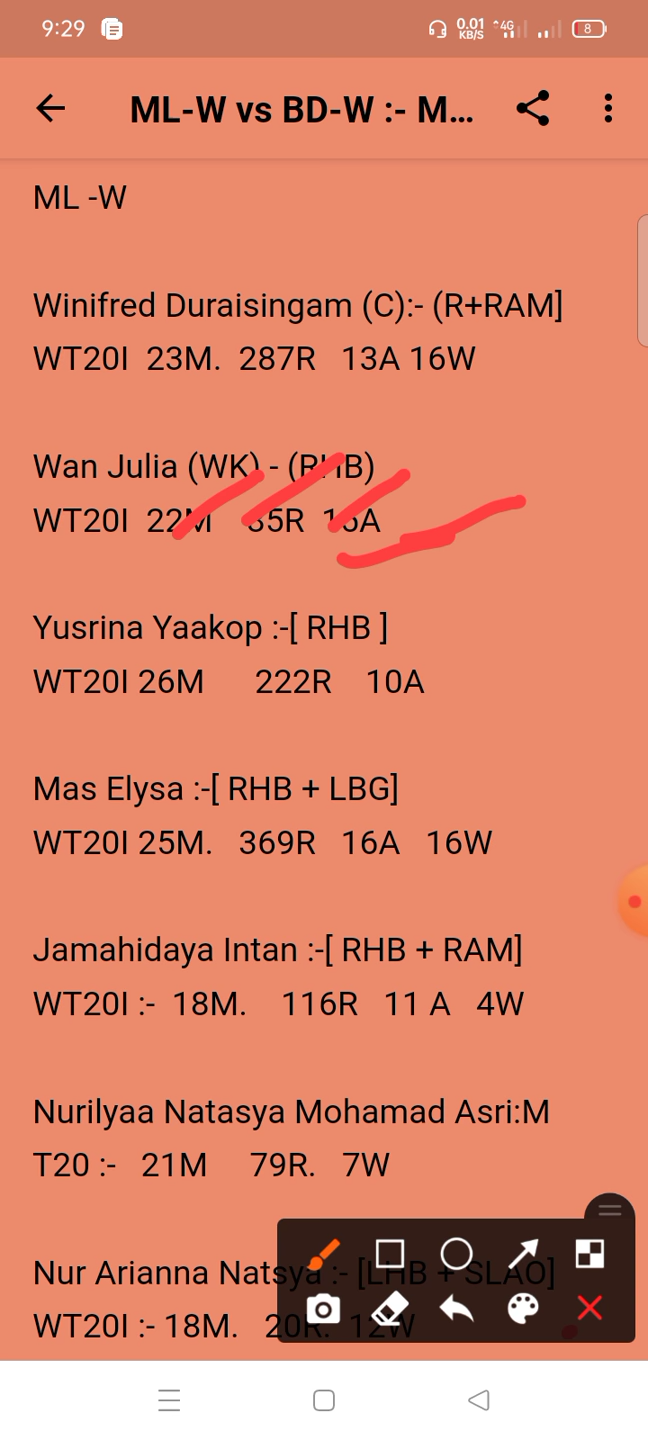 9:29 0.01 KB/S 4G 8
ML-W vs BD-W :- M...
ML -W
Winifred Duraisingam (C):- (R+RAM]
WT20I 23M. 287R 13A 16W
Wan Julia (WK) - (RHB)
WT20I 22M 5R A
Yusrina Yaakop :-[ RHB ]
WT20I 26M 222R 10A
Mas Elysa :-[ RHB + LBG]
WT20I 25M. 369R 16A 16W
Jamahidaya Intan :-[ RHB + RAM]
WT20I :- 18M. 116R 11 A 4W
Nurilyaa Natasya Mohamad Asri:M
T20 :- 21M 79R. 7W
Nur Arianna Natsya :- [LHB + SLAO]
WT20I :- 18M. 20R. 12W